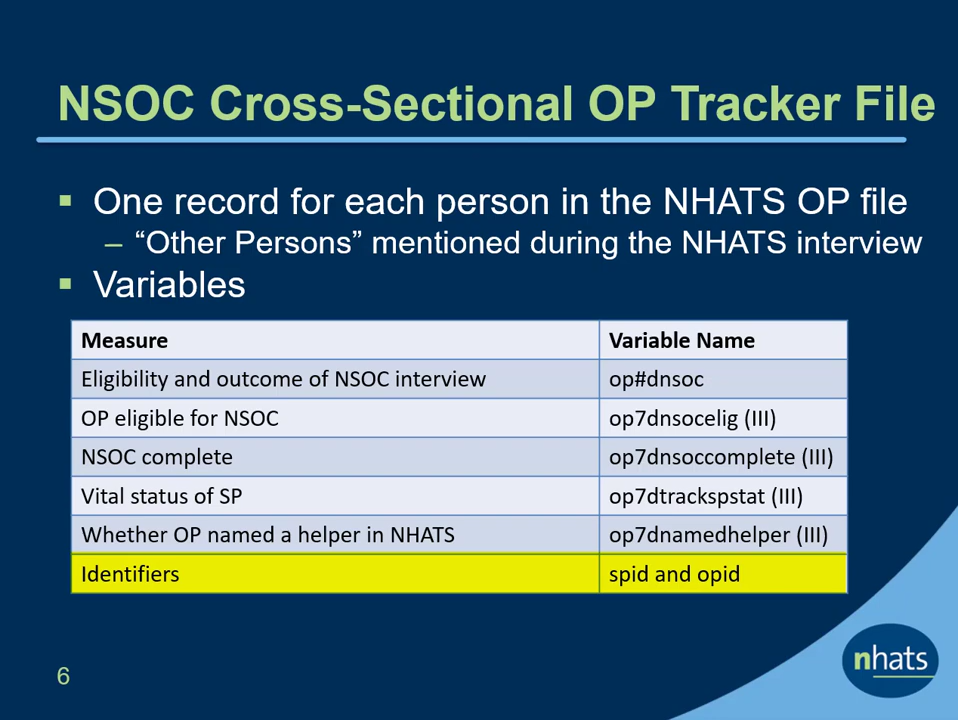 NSOC Cross-Sectional OP Tracker File
▪ One record for each person in the NHATS OP file
– “Other Persons” mentioned during the NHATS interview
▪ Variables
Measure Variable Name
Eligibility and outcome of NSOC interview op#dnsoc
OP eligible for NSOC op7dnsocelig (III)
NSOC complete op7dnsoccomplete (III)
Vital status of SP op7dtrackspstat (III)
Whether OP named a helper in NHATS op7dnamedhelper (III)
Identifiers spid and opid
6
nhats